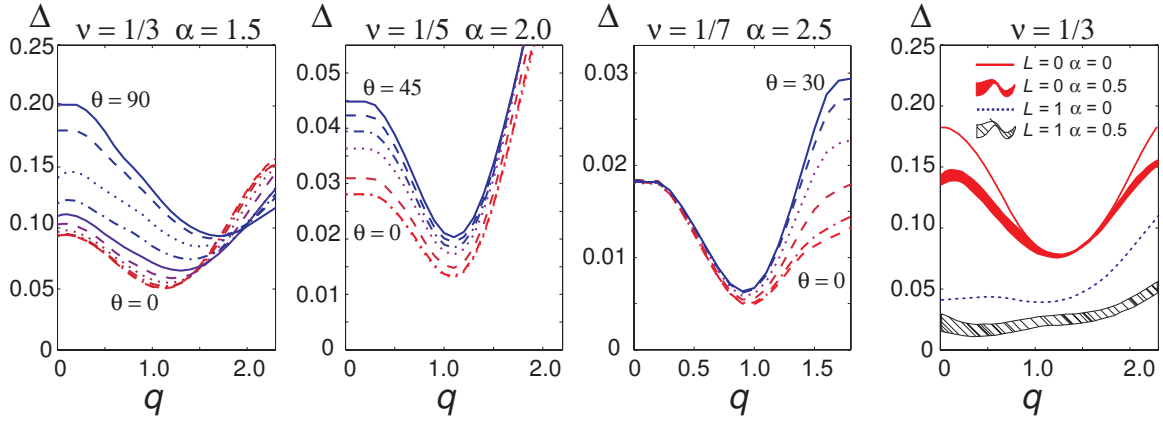 Δ
ν = 1/3 α = 1.5
0.25
0.20
0.15
0.10
0.05
0
θ = 90
θ = 0
0 1.0 2.0
q
Δ
ν = 1/5 α = 2.0
0.05
0.04
0.03
0.02
0.01
0
θ = 45
θ = 0
0 1.0 2.0
q
Δ
ν = 1/7 α = 2.5
0.03
0.02
0.01
0
θ = 30
θ = 0
0 0.5 1.0 1.5
q
Δ
ν = 1/3
0.25
0.20
0.15
0.10
0.05
0
L = 0 α = 0
L = 0 α = 0.5
L = 1 α = 0
L = 1 α = 0.5
0 1.0 2.0
q